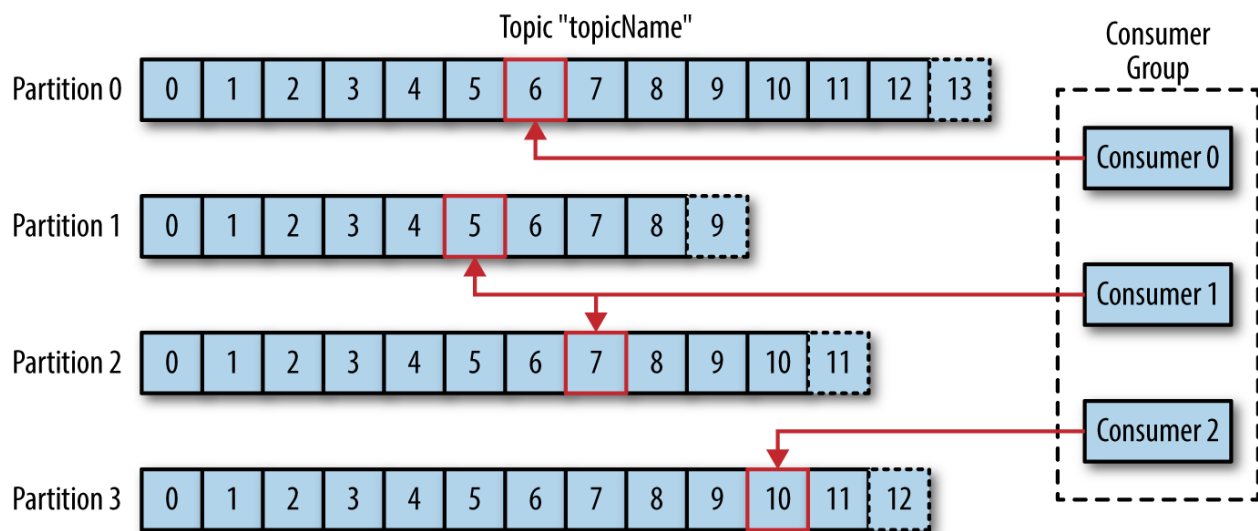 Topic "topicName"
Consumer
Group
Partition 0 0 1 2 3 4 5 6 7 8 9 10 11 12 13
Consumer 0
Partition 1 0 1 2 3 4 5 6 7 8 9
Consumer 1
Partition 2 0 1 2 3 4 5 6 7 8 9 10 11
Consumer 2
Partition 3 0 1 2 3 4 5 6 7 8 9 10 11 12